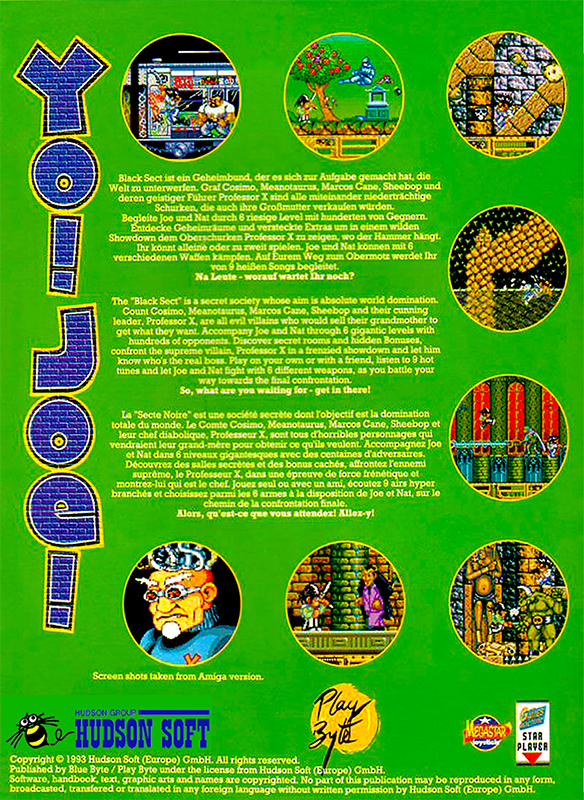 YO! JOE!
Black Sect ist ein Geheimbund, der es sich zur Aufgabe gemacht hat, die
Welt zu unterwerfen. Graf Cosimo, Meanotaurus, Marcos Cane, Sheebop und
deren geistiger Führer Professor X sind alle miteinander niederträchtige
Schurken, die auch ihre Großmutter verkaufen würden.
Begleite Joe und Nat durch 6 riesige Level mit hunderten von Gegnern.
Entdecke Geheimräume und versteckte Extras um in einem wilden
Showdown dem Oberschurken Professor X zu zeigen, wo der Hammer hängt.
Ihr könnt alleine oder zu zweit spielen. Joe und Nat können mit 6
verschiedenen Waffen kämpfen. Auf Eurem Weg zum Obermotz werdet Ihr
von 9 heißen Songs begleitet.
Na Leute - worauf wartet Ihr noch?
The "Black Sect" is a secret society whose aim is absolute world domination.
Count Cosimo, Meanotaurus, Marcos Cane, Sheebop and their cunning
leader, Professor X, are all evil villains who would sell their grandmother to
get what they want. Accompany Joe and Nat through 6 gigantic levels with
hundreds of opponents. Discover secret rooms and hidden Bonuses,
confront the supreme villain, Professor X in a frenzied showdown and let him
know who's the real boss. Play on your own or with a friend, listen to 9 hot
tunes and let Joe and Nat fight with 6 different weapons, as you battle your
way towards the final confrontation.
So, what are you waiting for - get in there!
La "Secte Noire" est une société secrète dont l'objectif est la domination
totale du monde. Le Comte Cosimo, Meanotaurus, Marcos Cane, Sheebop et
leur chef diabolique, Professeur X, sont tous d'horribles personnages qui
vendraient leur grand-mère pour obtenir ce qu'ils veulent. Accompagnez Joe
et Nat dans 6 niveaux gigantesques avec des centaines d'adversaires.
Découvrez des salles secrètes et des bonus cachés, affrontez l'ennemi
suprême, le Professeur X, dans une épreuve de force frénétique et
montrez-lui qui est le chef. Jouez seul ou avec un ami, écoutez 9 airs hyper
branchés et choisissez parmi les 6 armes à la disposition de Joe et Nat, sur le
chemin de la confrontation finale.
Alors, qu'est-ce que vous attendez! Allez-y!
Screen shots taken from Amiga version.
HUDSON GROUP
HUDSON SOFT
Play
Byte
MEGASTAR
STAR
PLAYER
Copyright © 1993 Hudson Soft (Europe) GmbH. All rights reserved.
Published by Blue Byte / Play Byte under the license from Hudson Soft (Europe) GmbH.
Software, handbook, text, graphic arts and names are copyrighted. No part of this publication may be reproduced in any form,
broadcasted, transfered or translated in any foreign language without written permission by Hudson Soft (Europe) GmbH.